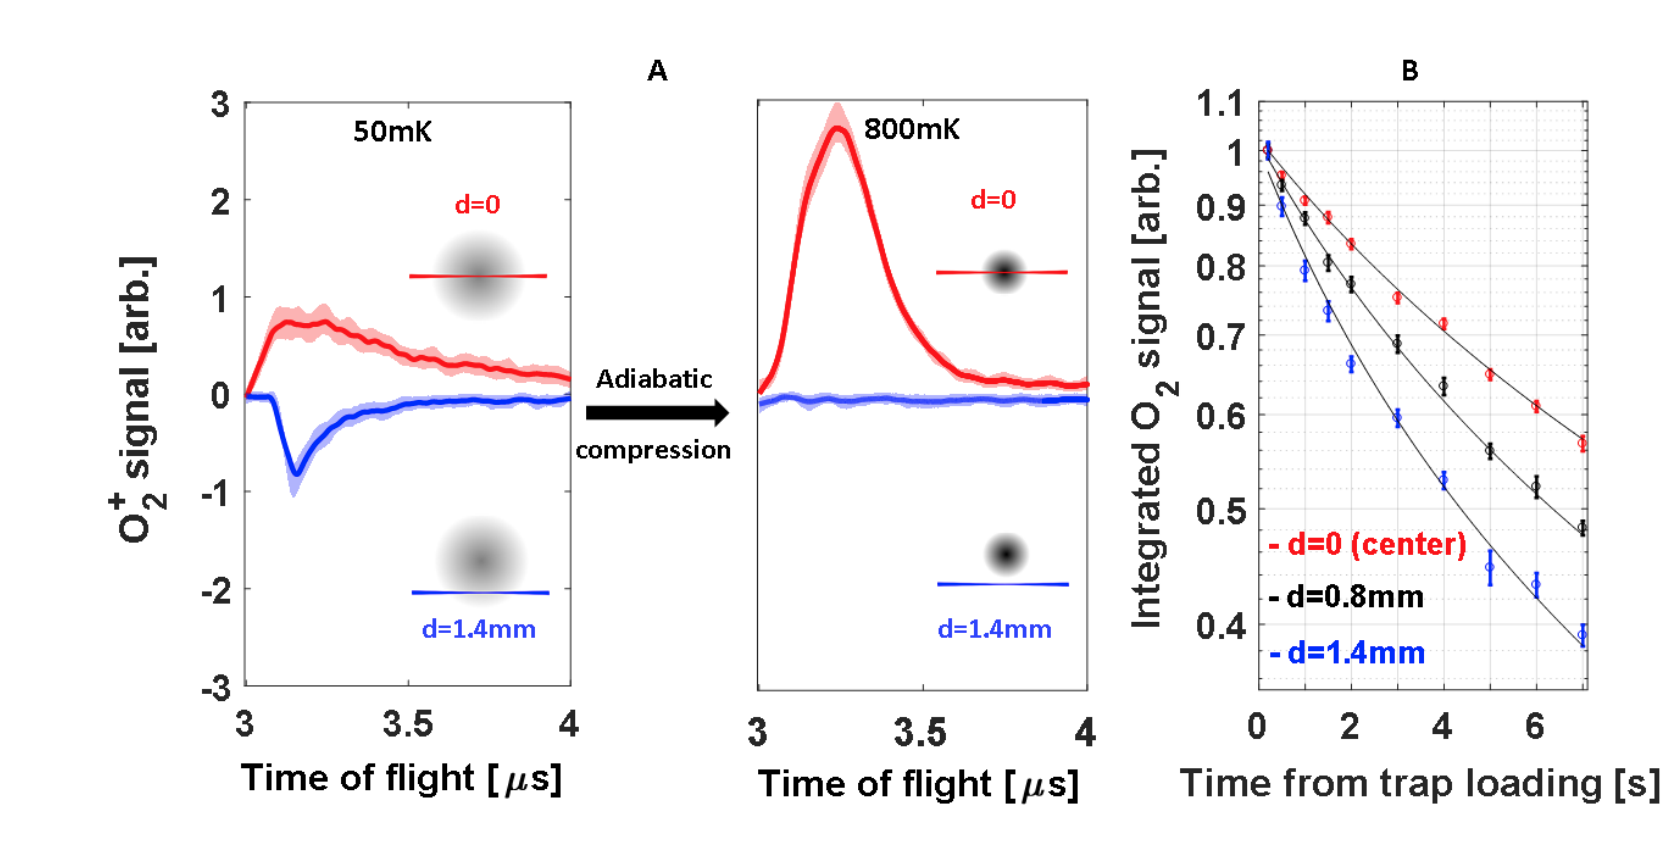 A
B
O2+ signal [arb.]
3
2
1
0
-1
-2
-3
50mK
d=0
d=1.4mm
3
3.5
4
Time of flight [μs]
Adiabatic
compression
800mK
d=0
d=1.4mm
3
3.5
4
Time of flight [μs]
Integrated O2 signal [arb.]
1.1
1
0.9
0.8
0.7
0.6
0.5
0.4
- d=0 (center)
- d=0.8mm
- d=1.4mm
0
2
4
6
Time from trap loading [s]